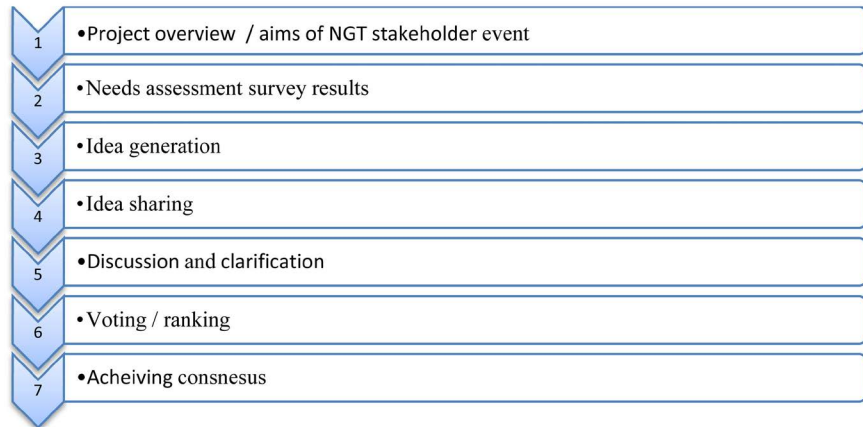 1 •Project overview / aims of NGT stakeholder event
2 •Needs assessment survey results
3 •Idea generation
4 •Idea sharing
5 •Discussion and clarification
6 •Voting / ranking
7 •Acheiving consnesus